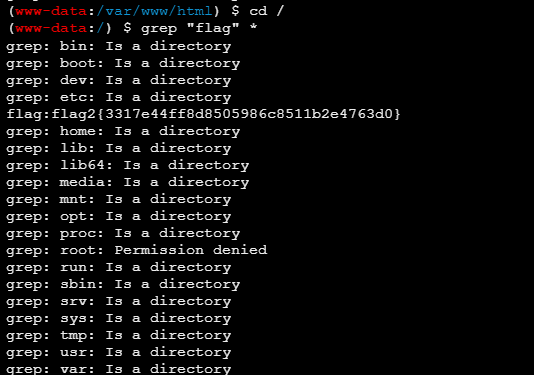 (www-data:/var/www/html) $ cd /
(www-data:/) $ grep "flag" *
grep: bin: Is a directory
grep: boot: Is a directory
grep: dev: Is a directory
grep: etc: Is a directory
flag:flag2{3317e44ff8d8505986c8511b2e4763d0}
grep: home: Is a directory
grep: lib: Is a directory
grep: lib64: Is a directory
grep: media: Is a directory
grep: mnt: Is a directory
grep: opt: Is a directory
grep: proc: Is a directory
grep: root: Permission denied
grep: run: Is a directory
grep: sbin: Is a directory
grep: srv: Is a directory
grep: sys: Is a directory
grep: tmp: Is a directory
grep: usr: Is a directory
grep: var: Is a directory